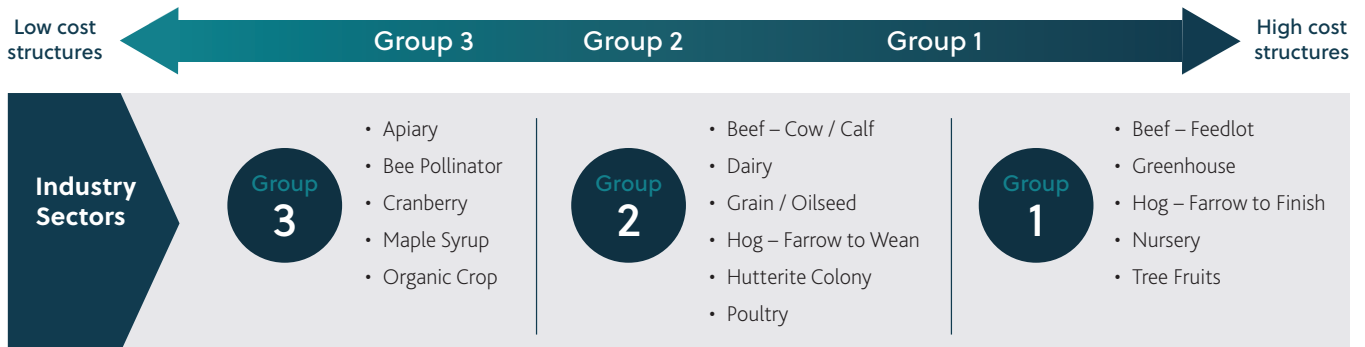 Low cost
structures
Group 3
Group 2
Group 1
High cost
structures
Industry
Sectors
Group
3
• Apiary
• Bee Pollinator
• Cranberry
• Maple Syrup
• Organic Crop
Group
2
• Beef – Cow / Calf
• Dairy
• Grain / Oilseed
• Hog – Farrow to Wean
• Hutterite Colony
• Poultry
Group
1
• Beef – Feedlot
• Greenhouse
• Hog – Farrow to Finish
• Nursery
• Tree Fruits